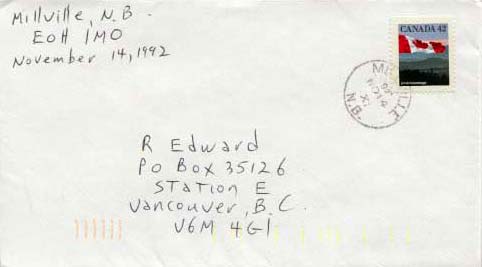 Millville, N.B.
E0H 1M0
November 14, 1992
CANADA 42
N.B.
R Edward
PO Box 35126
Station E
Vancouver, B.C.
V6M 4G1